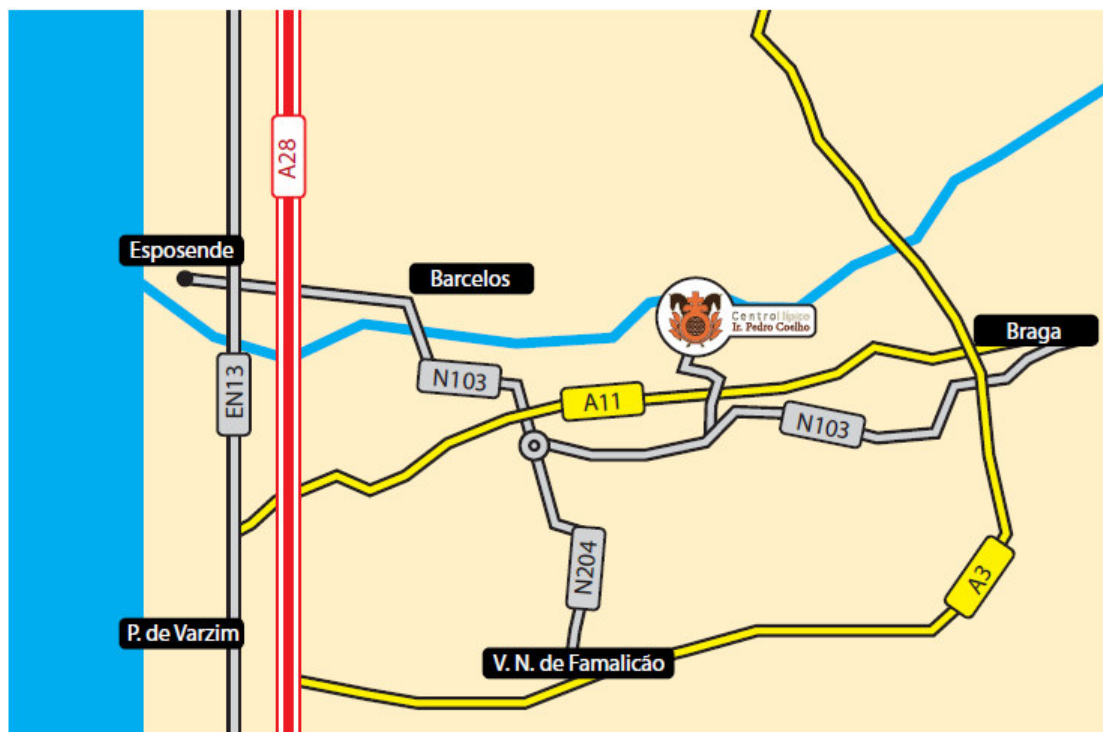 A28
Esposende
Barcelos
Centro Hípico
Ir. Pedro Coelho
Braga
EN13
N103
A11
N103
N204
A3
P. de Varzim
V. N. de Famalicão